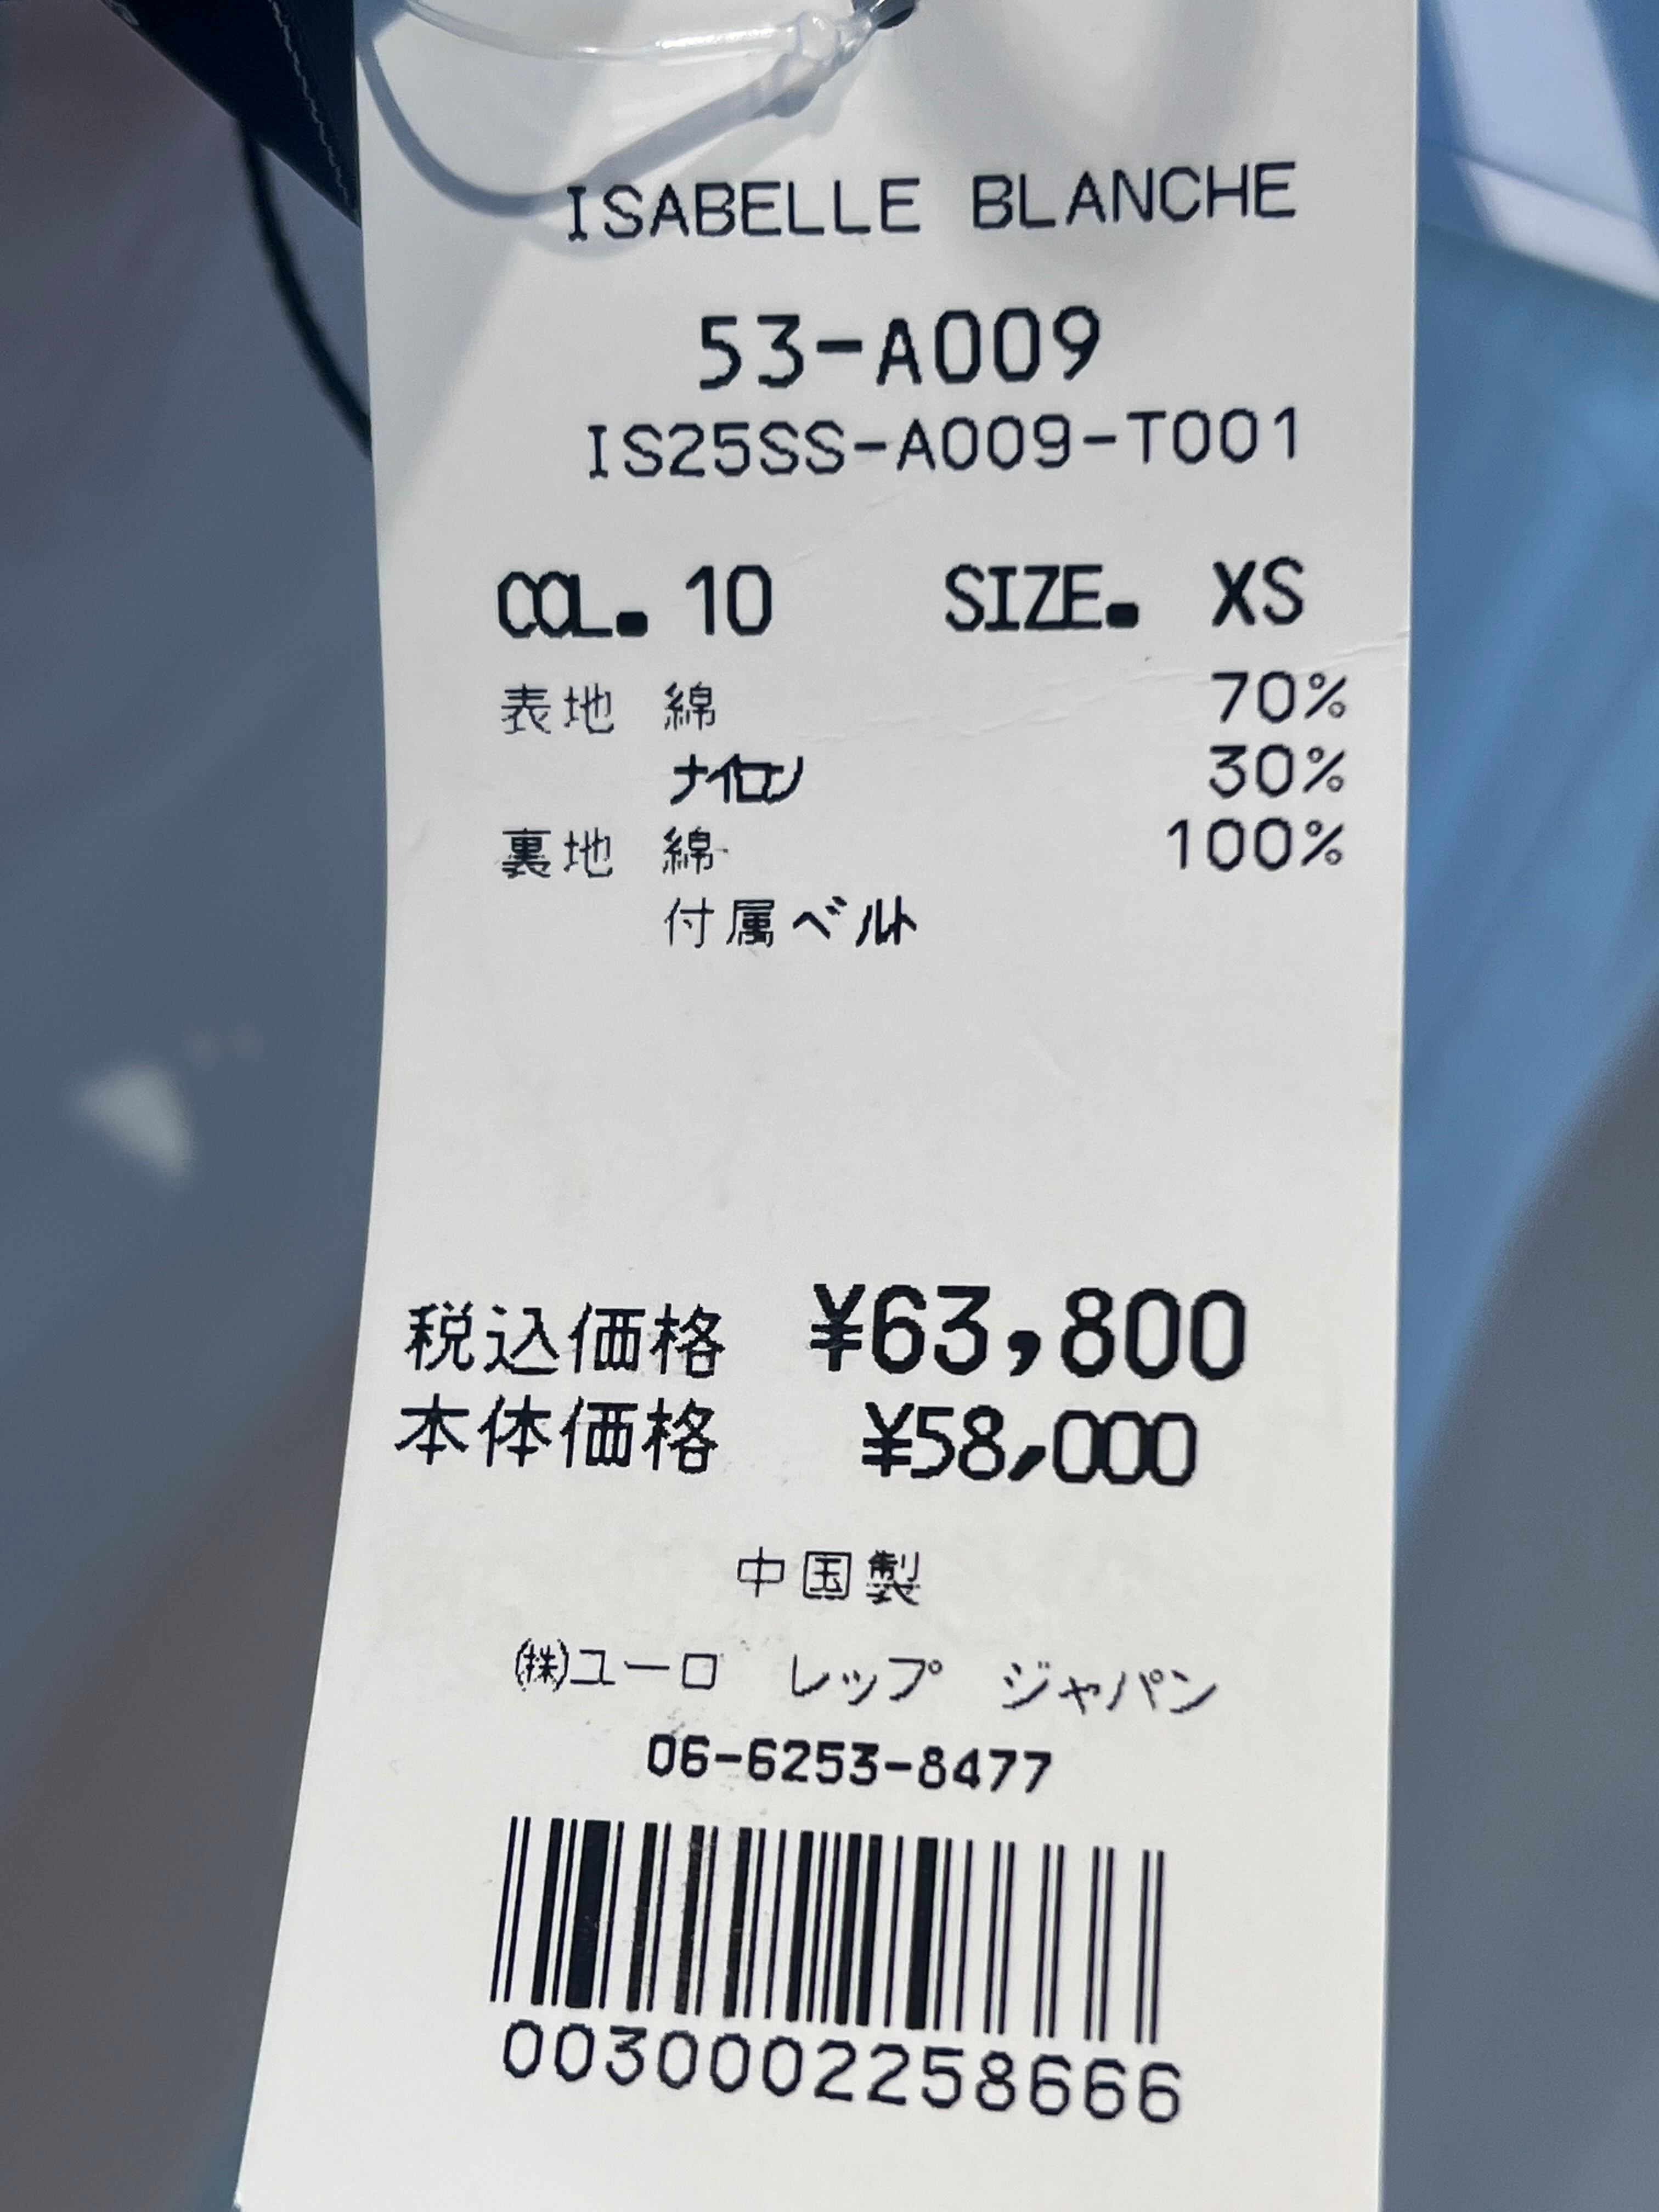 ISABELLE BLANCHE
53-A009
IS25SS-A009-T001
COL. 10 SIZE. XS
表地 綿 70%
ナイロン 30%
裏地 綿 100%
付属ベルト
税込価格 ¥63,800
本体価格 ¥58,000
中国製
㈱ユーロ レップ ジャパン
06-6253-8477
0030002258666